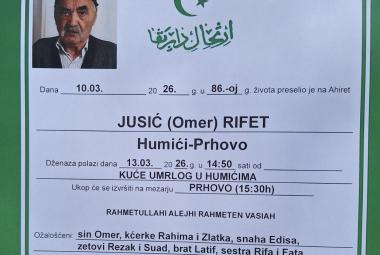 Dana 10.03. 20 26. g u 86.-oj g. života preselio je na Ahiret
JUSIĆ (Omer) RIFET
Humići-Prhovo
Dženaza polazi dana 13.03. 20 26. g u 14:50 sati od
KUĆE UMRLOG U HUMIĆIMA
Ukop će se izvršiti na mezarju PRHOVO (15:30h)
RAHMETULLAHI ALEJHI RAHMETEN VASIAH
Ožalošćeni: sin Omer, kćerke Rahima i Zlatka, snaha Edisa,
zetovi Rezak i Suad, brat Latif, sestra Rifa i Fata